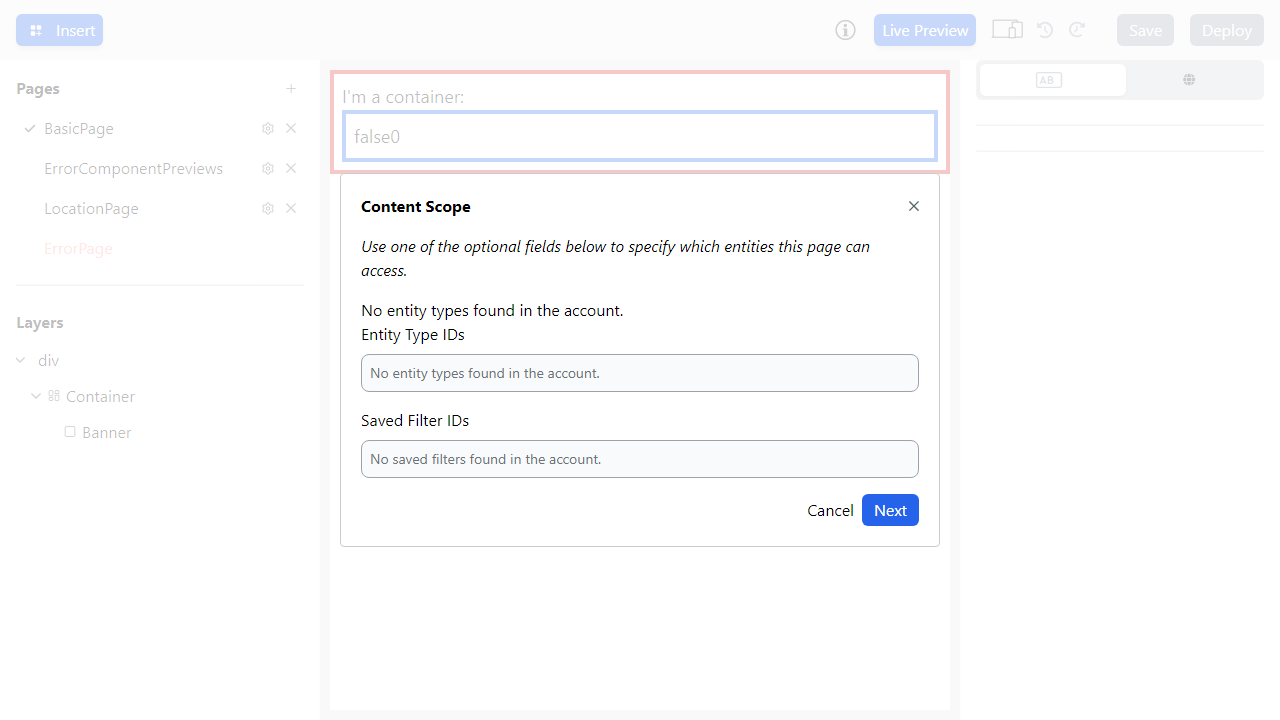 Insert
Live Preview
Save
Deploy
Pages
BasicPage
ErrorComponentPreviews
LocationPage
ErrorPage
Layers
div
Container
Banner
I'm a container:
false0
Content Scope
Use one of the optional fields below to specify which entities this page can
access.
No entity types found in the account.
Entity Type IDs
No entity types found in the account.
Saved Filter IDs
No saved filters found in the account.
Cancel
Next
AB